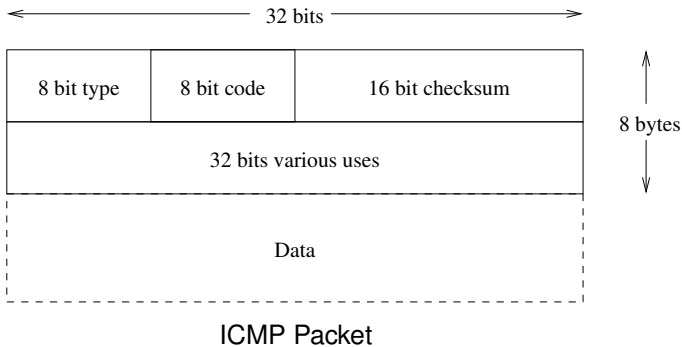 32 bits
8 bit type
8 bit code
16 bit checksum
8 bytes
32 bits various uses
Data
ICMP Packet